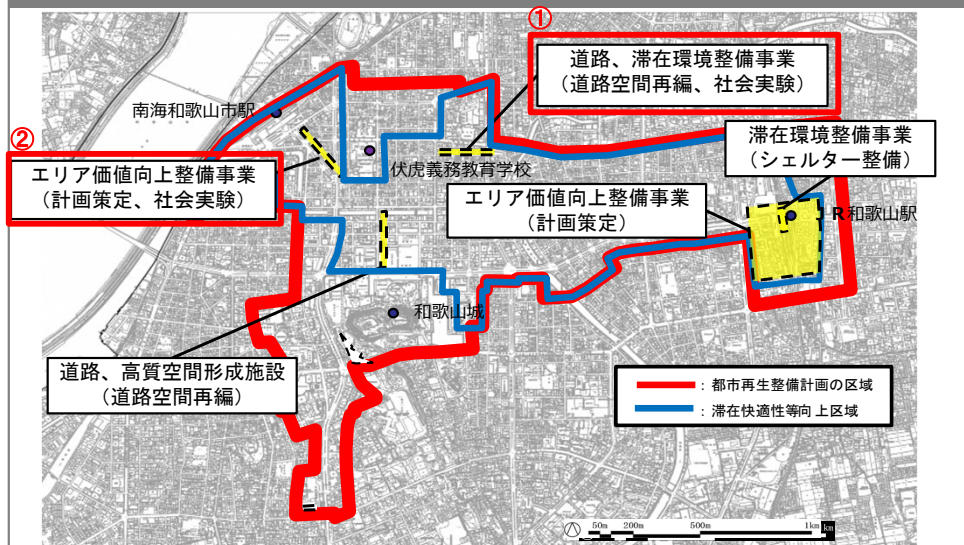 ①
道路、滞在環境整備事業
（道路空間再編、社会実験）
南海和歌山市駅
滞在環境整備事業
（シェルター整備）
②
伏虎義務教育学校
エリア価値向上整備事業
（計画策定、社会実験）
エリア価値向上整備事業
（計画策定）
R和歌山駅
和歌山城
道路、高質空間形成施設
（道路空間再編）
：都市再生整備計画の区域
：滞在快適性等向上区域
50m 200m 500m 1km km